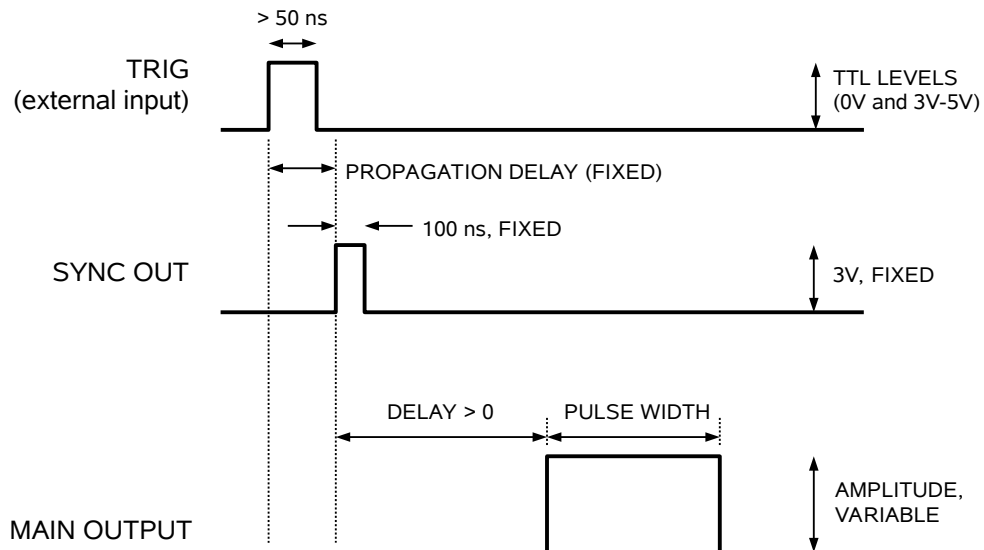 > 50 ns
TRIG
(external input)
TTL LEVELS
(0V and 3V-5V)
PROPAGATION DELAY (FIXED)
100 ns, FIXED
SYNC OUT
3V, FIXED
DELAY > 0
PULSE WIDTH
AMPLITUDE,
VARIABLE
MAIN OUTPUT